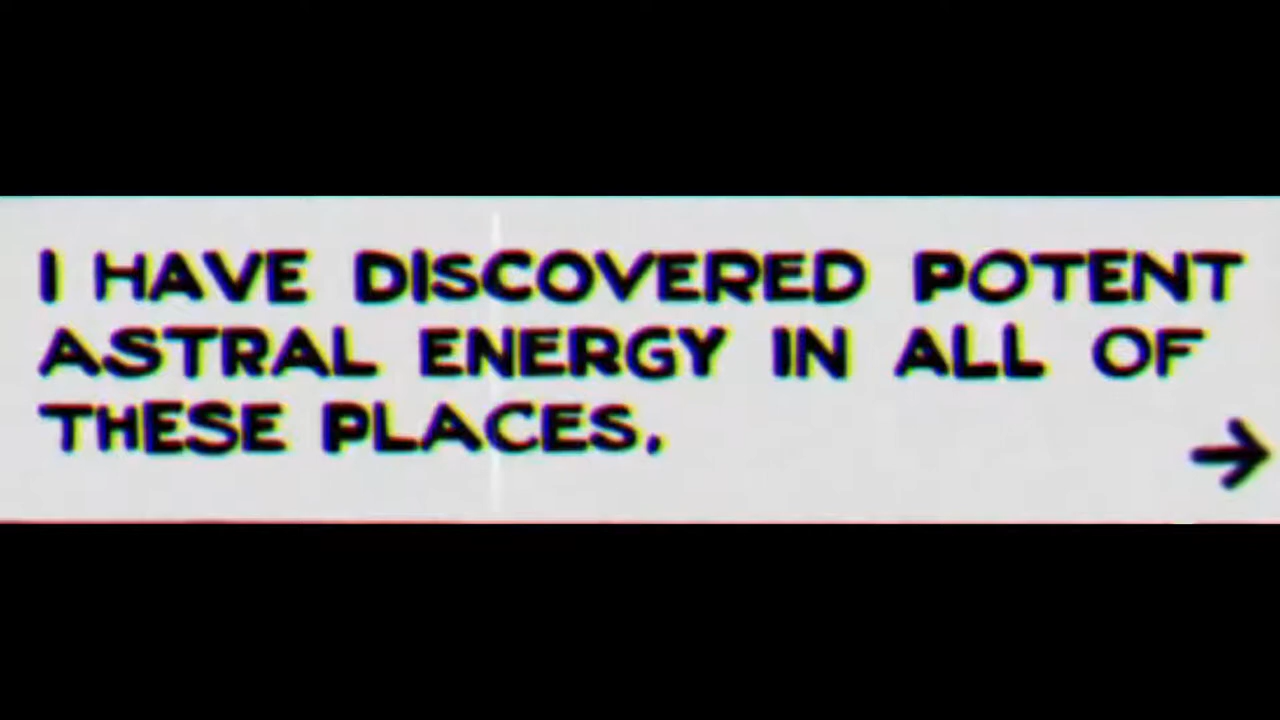 I HAVE DISCOVERED POTENT
ASTRAL ENERGY IN ALL OF
THESE PLACES.
→